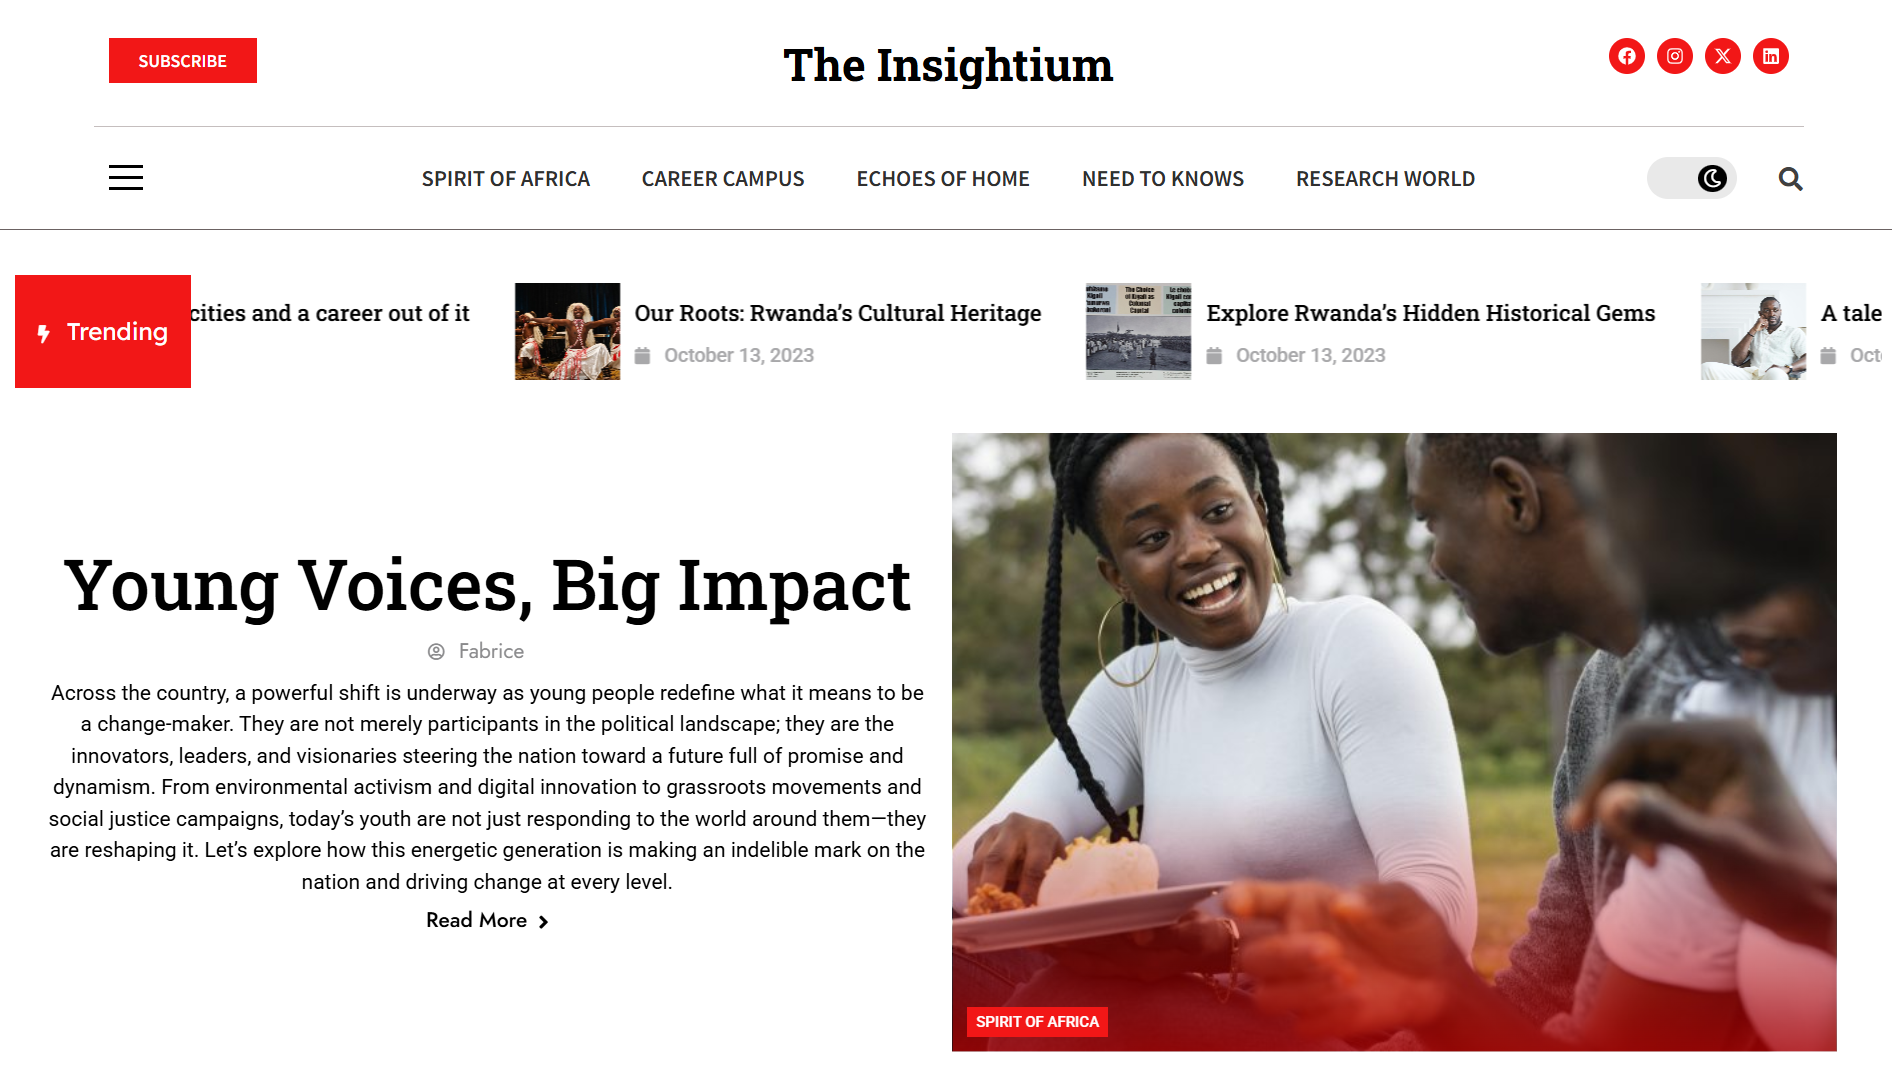 SUBSCRIBE
The Insightium
SPIRIT OF AFRICA
CAREER CAMPUS
ECHOES OF HOME
NEED TO KNOWS
RESEARCH WORLD
Trending
cities and a career out of it
Our Roots: Rwanda’s Cultural Heritage
October 13, 2023
The Choice
of Kigali as
Colonial
Capital
Explore Rwanda’s Hidden Historical Gems
October 13, 2023
A tale
Oct
Young Voices, Big Impact
Fabrice
Across the country, a powerful shift is underway as young people redefine what it means to be
a change-maker. They are not merely participants in the political landscape; they are the
innovators, leaders, and visionaries steering the nation toward a future full of promise and
dynamism. From environmental activism and digital innovation to grassroots movements and
social justice campaigns, today’s youth are not just responding to the world around them—they
are reshaping it. Let’s explore how this energetic generation is making an indelible mark on the
nation and driving change at every level.
Read More
SPIRIT OF AFRICA